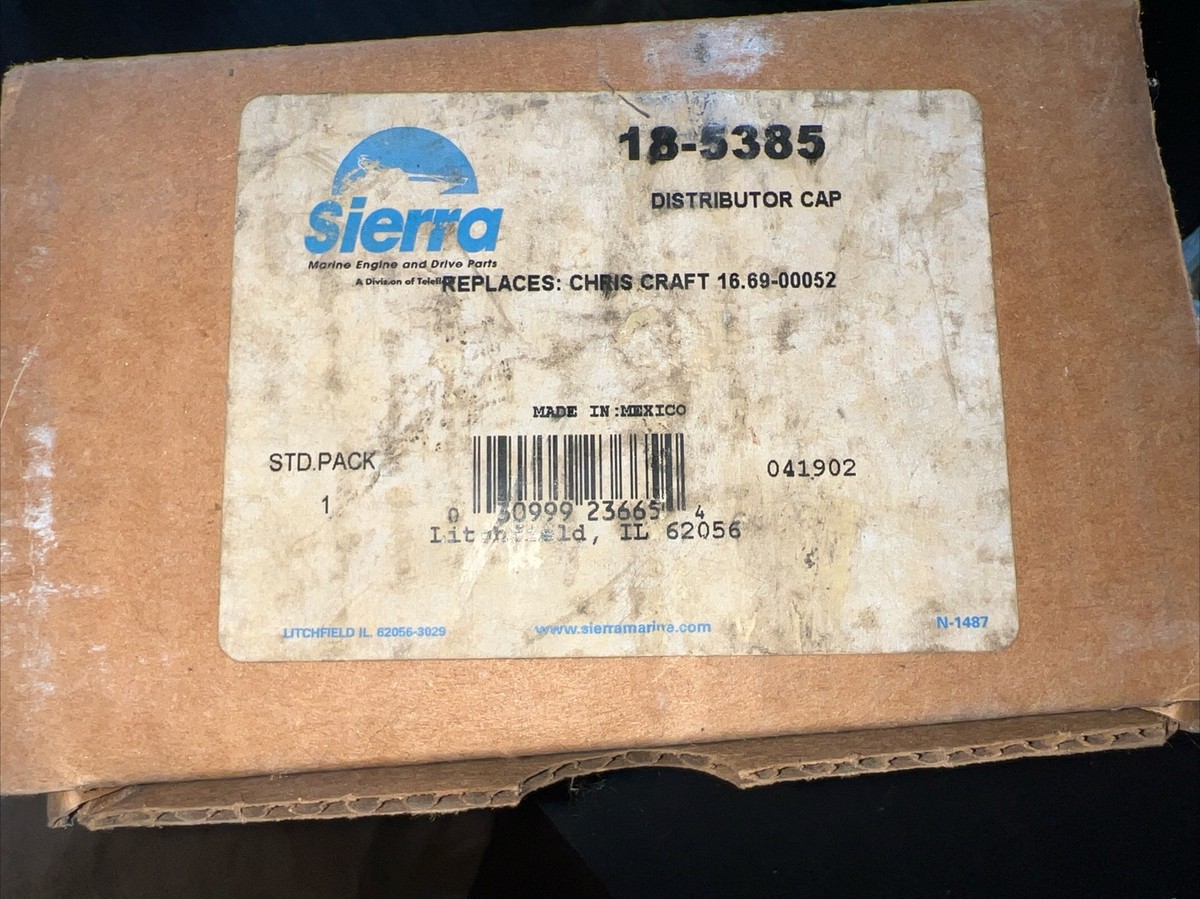 18-5385
DISTRIBUTOR CAP
Sierra
Marine Engine and Drive Parts
A Division of
REPLACES: CHRIS CRAFT 16.69-00052
MADE IN:MEXICO
STD.PACK
1
041902
0 30999 23665 4
Litchfield, IL 62056
LITCHFIELD IL. 62056-3029
www.sierramarine.com
N-1487